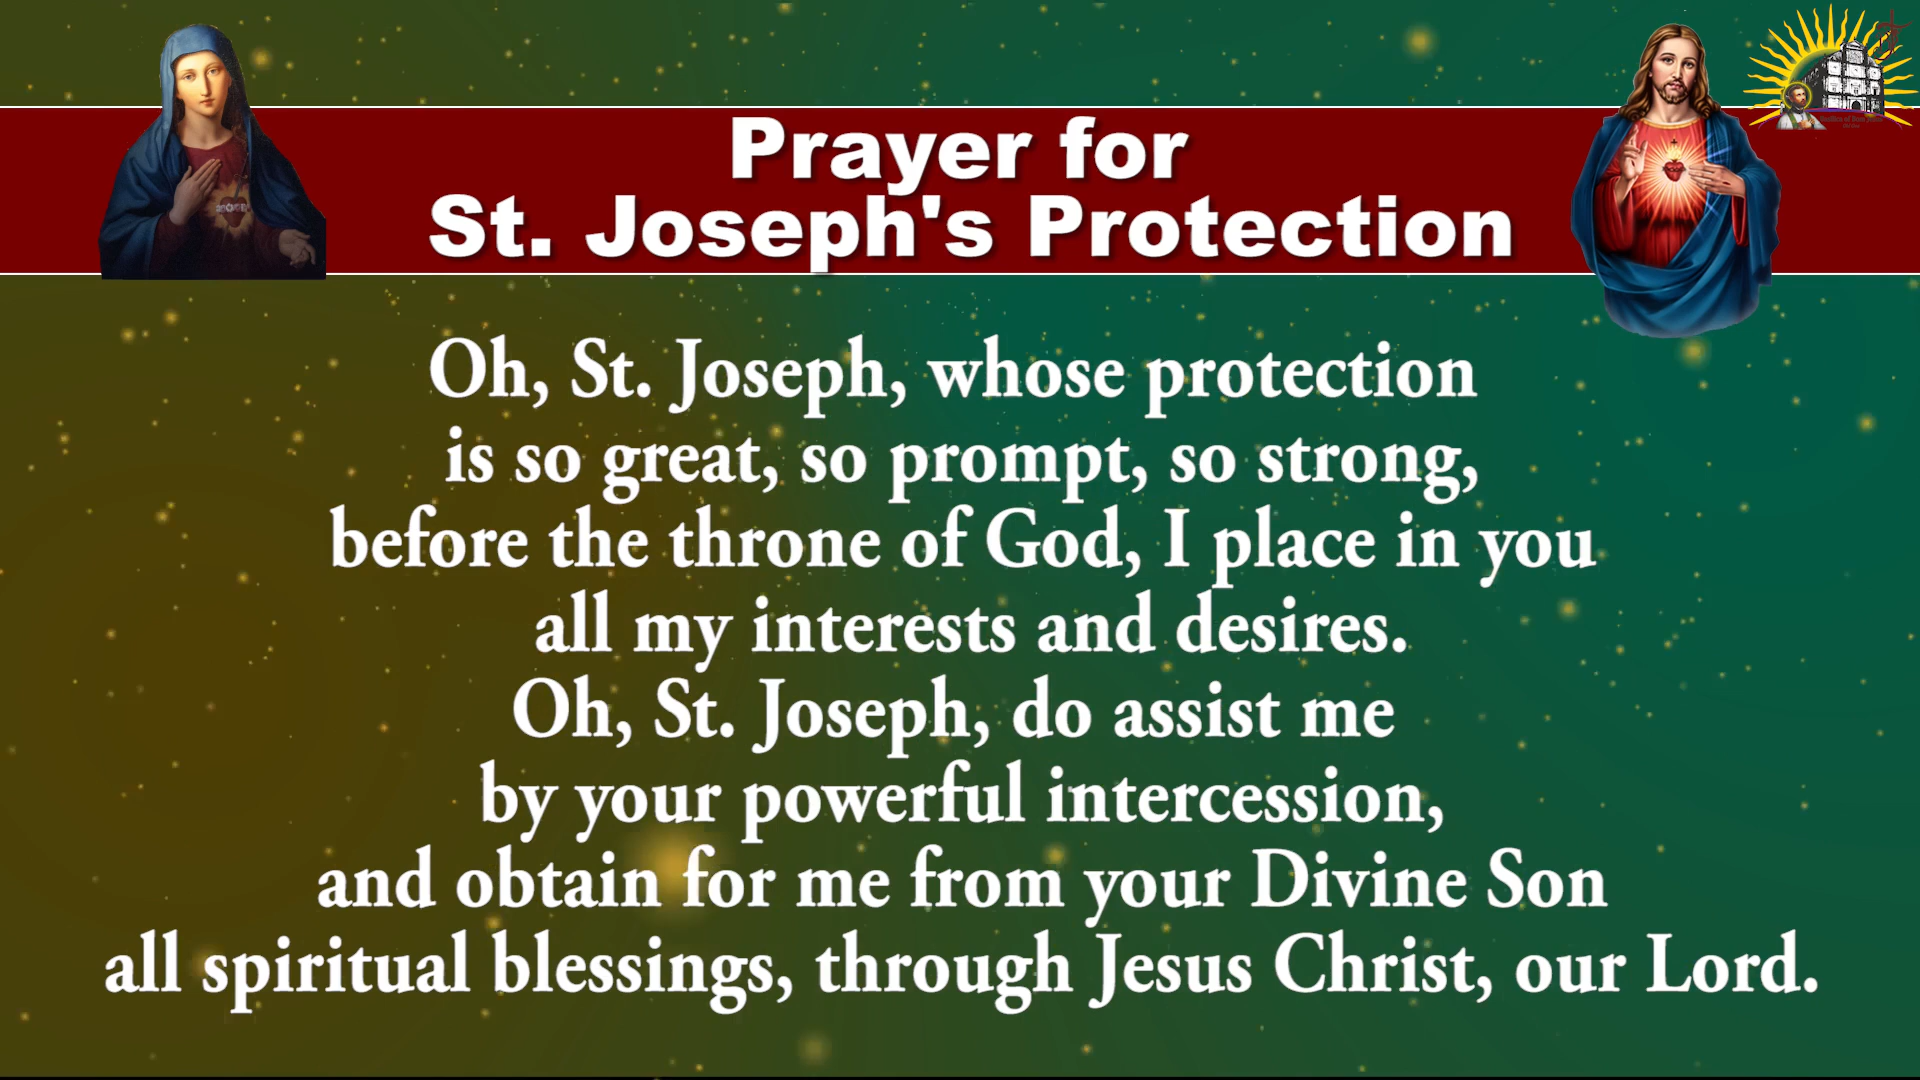 Prayer for
St. Joseph's Protection
Oh, St. Joseph, whose protection
is so great, so prompt, so strong,
before the throne of God, I place in you
all my interests and desires.
Oh, St. Joseph, do assist me
by your powerful intercession,
and obtain for me from your Divine Son
all spiritual blessings, through Jesus Christ, our Lord.